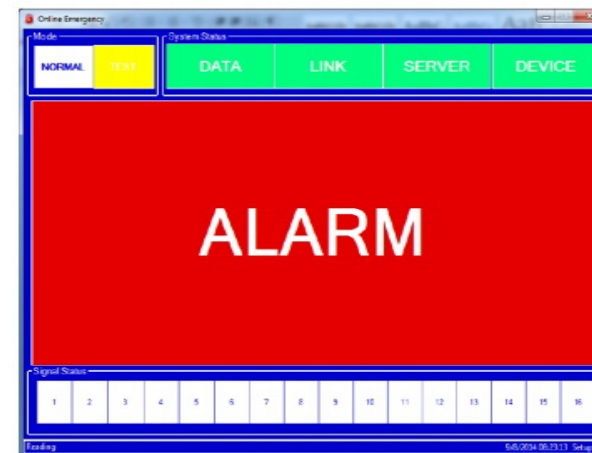 Online Emergency
Mode
System Status
NORMAL TEST DATA LINK SERVER DEVICE
ALARM
Signal Status
1 2 3 4 5 6 7 8 9 10 11 12 13 14 15 16
Reading
Setup